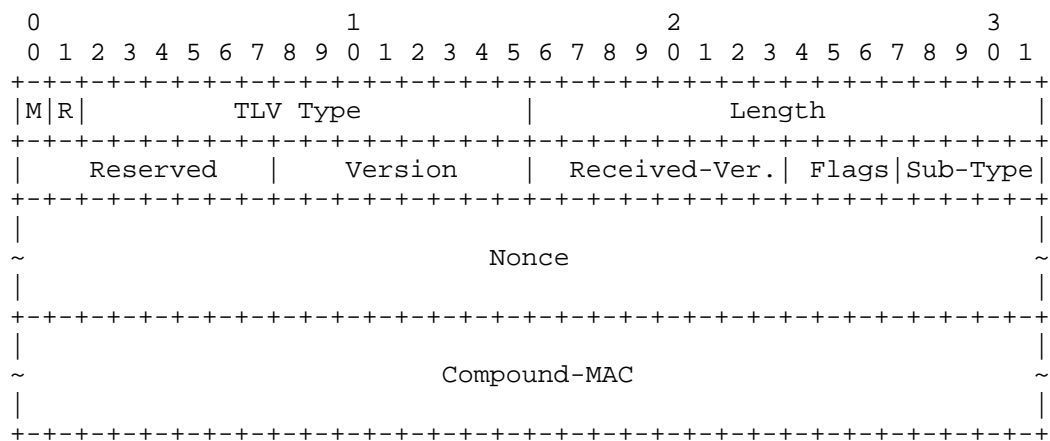 0                   1                   2                   3
 0 1 2 3 4 5 6 7 8 9 0 1 2 3 4 5 6 7 8 9 0 1 2 3 4 5 6 7 8 9 0 1
+-+-+-+-+-+-+-+-+-+-+-+-+-+-+-+-+-+-+-+-+-+-+-+-+-+-+-+-+-+-+-+-+
|M|R|         TLV Type          |            Length             |
+-+-+-+-+-+-+-+-+-+-+-+-+-+-+-+-+-+-+-+-+-+-+-+-+-+-+-+-+-+-+-+-+
|    Reserved   |    Version    |  Received-Ver.| Flags|Sub-Type|
+-+-+-+-+-+-+-+-+-+-+-+-+-+-+-+-+-+-+-+-+-+-+-+-+-+-+-+-+-+-+-+-+
|                                                               |
~                             Nonce                             ~
|                                                               |
+-+-+-+-+-+-+-+-+-+-+-+-+-+-+-+-+-+-+-+-+-+-+-+-+-+-+-+-+-+-+-+-+
|                                                               |
~                          Compound-MAC                         ~
|                                                               |
+-+-+-+-+-+-+-+-+-+-+-+-+-+-+-+-+-+-+-+-+-+-+-+-+-+-+-+-+-+-+-+-+